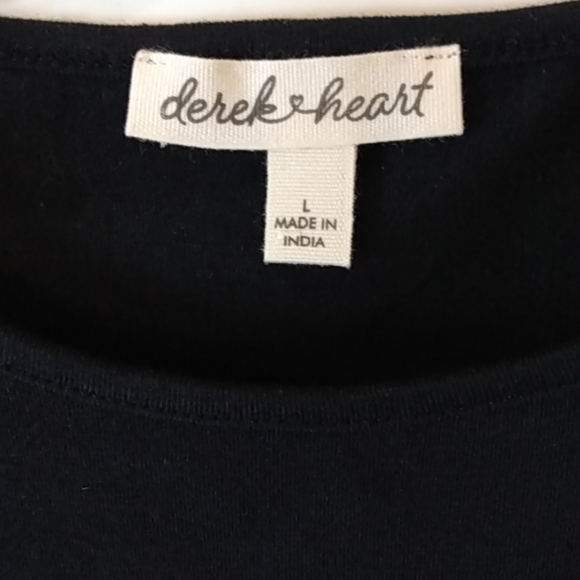 derek heart
L
MADE IN
INDIA